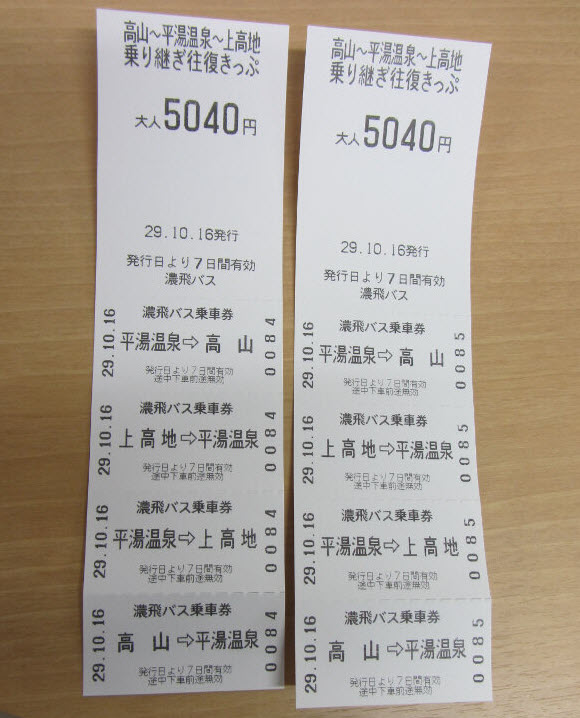 高山～平湯温泉～上高地
乗り継ぎ往復きっぷ
大人5040円
29.10.16発行
発行日より7日間有効
濃飛バス
29.10.16
濃飛バス乗車券
平湯温泉⇨高山
発行日より7日間有効
途中下車前途無効
0084
29.10.16
濃飛バス乗車券
上高地⇨平湯温泉
発行日より7日間有効
途中下車前途無効
0084
29.10.16
濃飛バス乗車券
平湯温泉⇨上高地
発行日より7日間有効
途中下車前途無効
0084
29.10.16
濃飛バス乗車券
高山⇨平湯温泉
発行日より7日間有効
途中下車前途無効
0084
高山～平湯温泉～上高地
乗り継ぎ往復きっぷ
大人5040円
29.10.16発行
発行日より7日間有効
濃飛バス
29.10.16
濃飛バス乗車券
平湯温泉⇨高山
発行日より7日間有効
途中下車前途無効
0085
29.10.16
濃飛バス乗車券
上高地⇨平湯温泉
発行日より7日間有効
途中下車前途無効
0085
29.10.16
濃飛バス乗車券
平湯温泉⇨上高地
発行日より7日間有効
途中下車前途無効
0085
29.10.16
濃飛バス乗車券
高山⇨平湯温泉
発行日より7日間有効
途中下車前途無効
0085